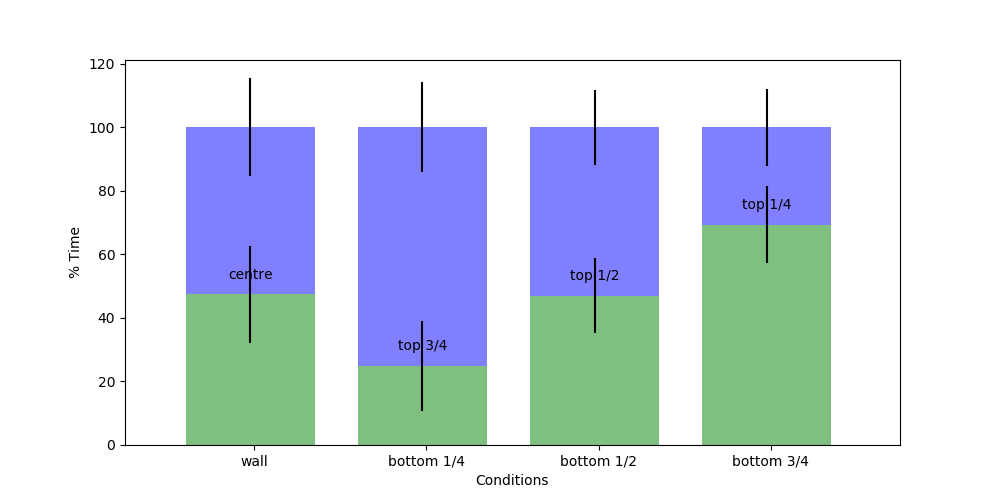 120
100
80
60
40
20
0
% Time
centre
top 3/4
top 1/2
top 1/4
wall
bottom 1/4
bottom 1/2
bottom 3/4
Conditions